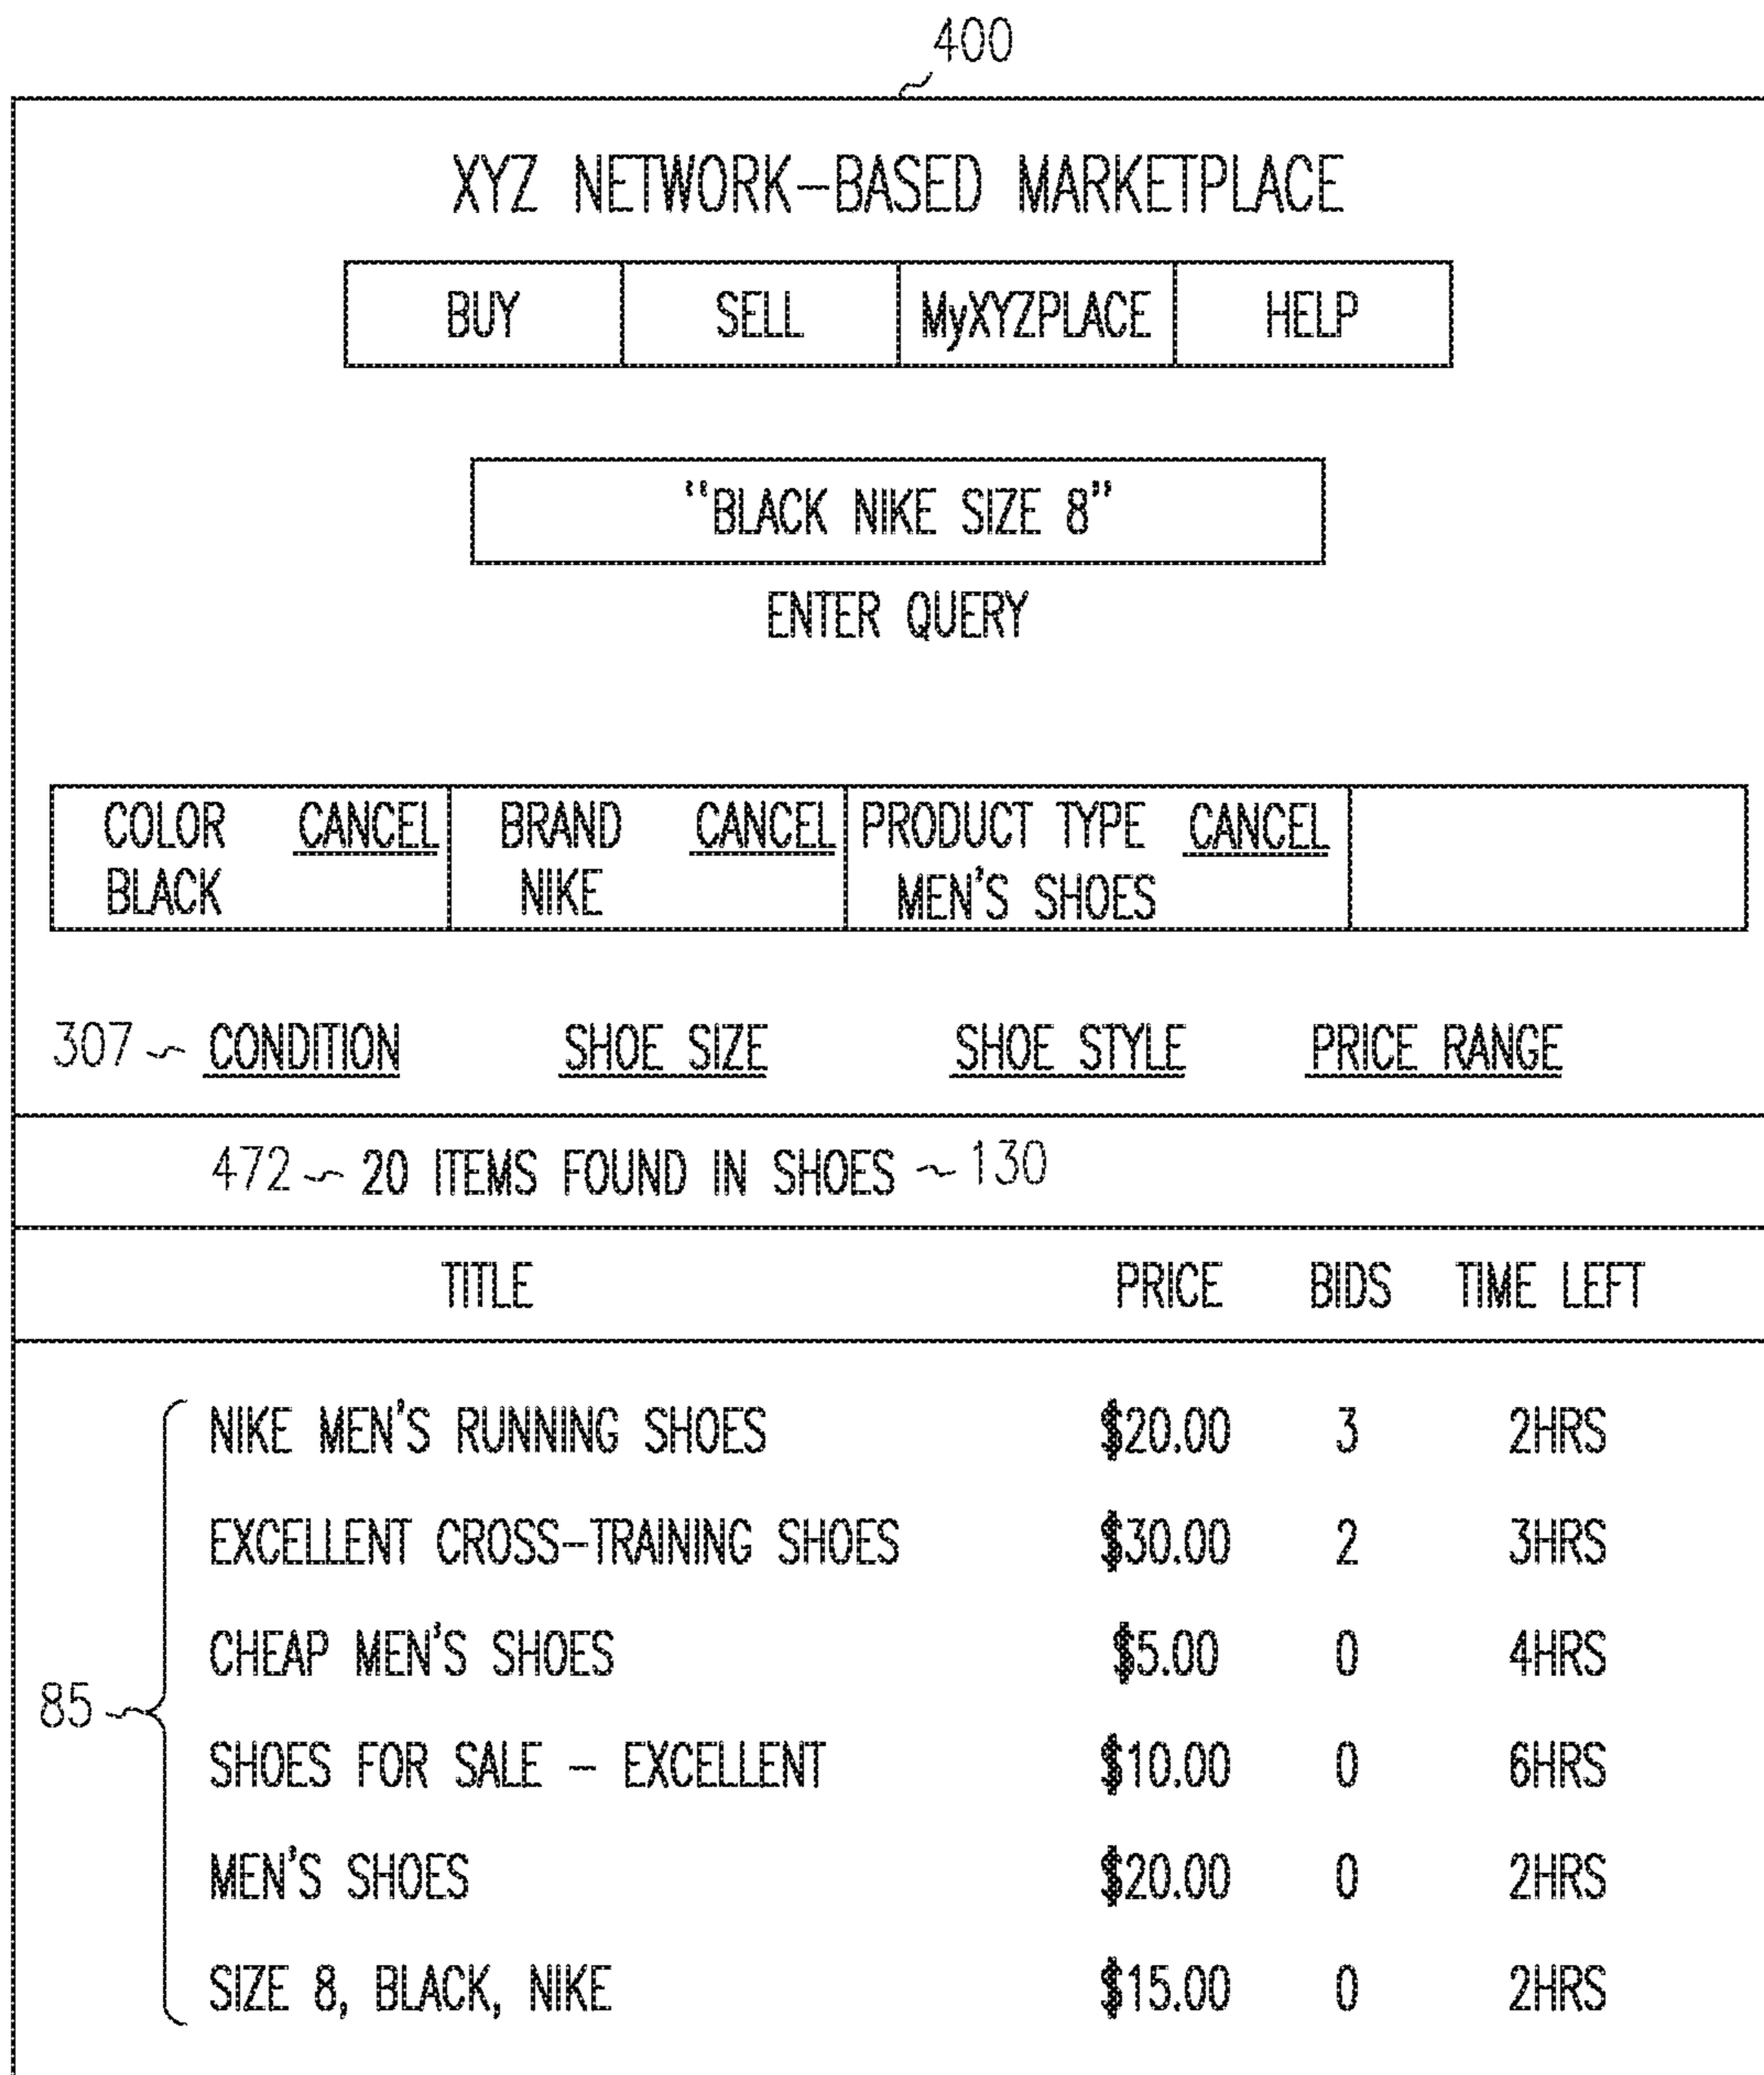 400
XYZ NETWORK-BASED MARKETPLACE
BUY SELL MyXYZPLACE HELP
"BLACK NIKE SIZE 8"
ENTER QUERY
COLOR CANCEL BRAND CANCEL PRODUCT TYPE CANCEL
BLACK NIKE MEN'S SHOES
307 CONDITION SHOE SIZE SHOE STYLE PRICE RANGE
472 20 ITEMS FOUND IN SHOES 130
TITLE PRICE BIDS TIME LEFT
NIKE MEN'S RUNNING SHOES $20.00 3 2HRS
EXCELLENT CROSS-TRAINING SHOES $30.00 2 3HRS
CHEAP MEN'S SHOES $5.00 0 4HRS
85
SHOES FOR SALE - EXCELLENT $10.00 0 6HRS
MEN'S SHOES $20.00 0 2HRS
SIZE 8, BLACK, NIKE $15.00 0 2HRS